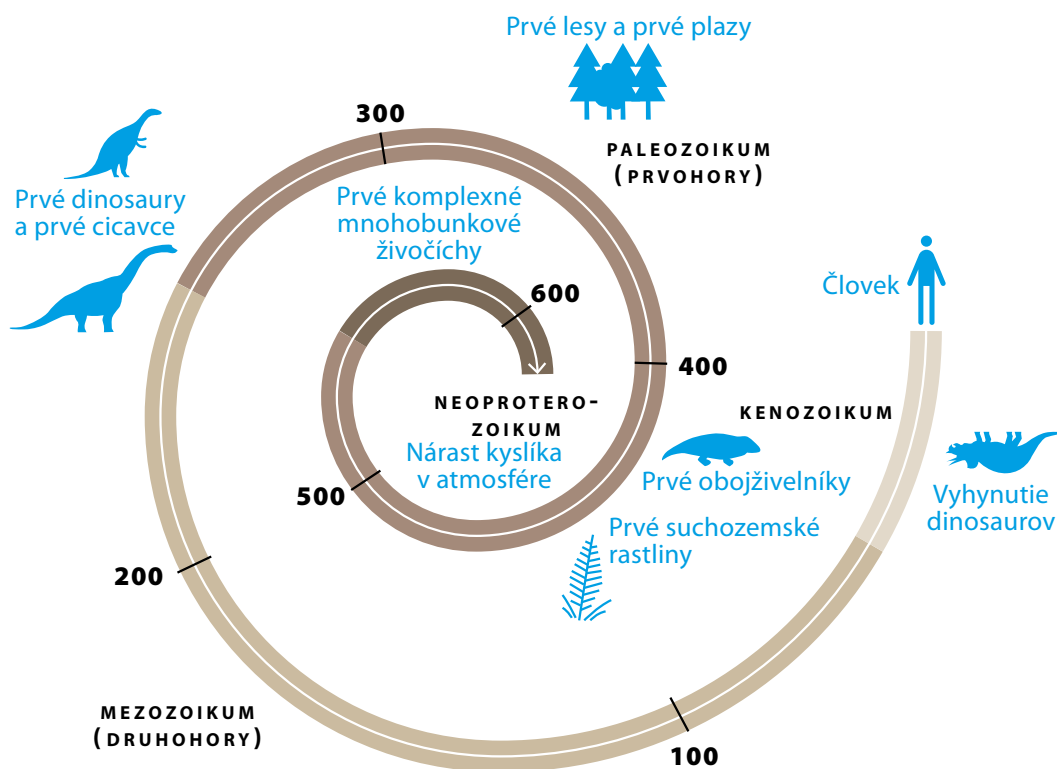 Prvé lesy a prvé plazy
300
PALEOZOIKUM
(PRVOHORY)
Prvé dinosaury
a prvé cicavce
Prvé komplexné
mnohobunkové
živočíchy
Človek
600
400
NEOPROTERO-
ZOIKUM
KENOZOIKUM
Nárast kyslíka
v atmosfére
500
Prvé obojživelníky
Vyhynutie
dinosaurov
Prvé suchozemské
rastliny
200
MEZOZOIKUM
(DRUHOHORY)
100